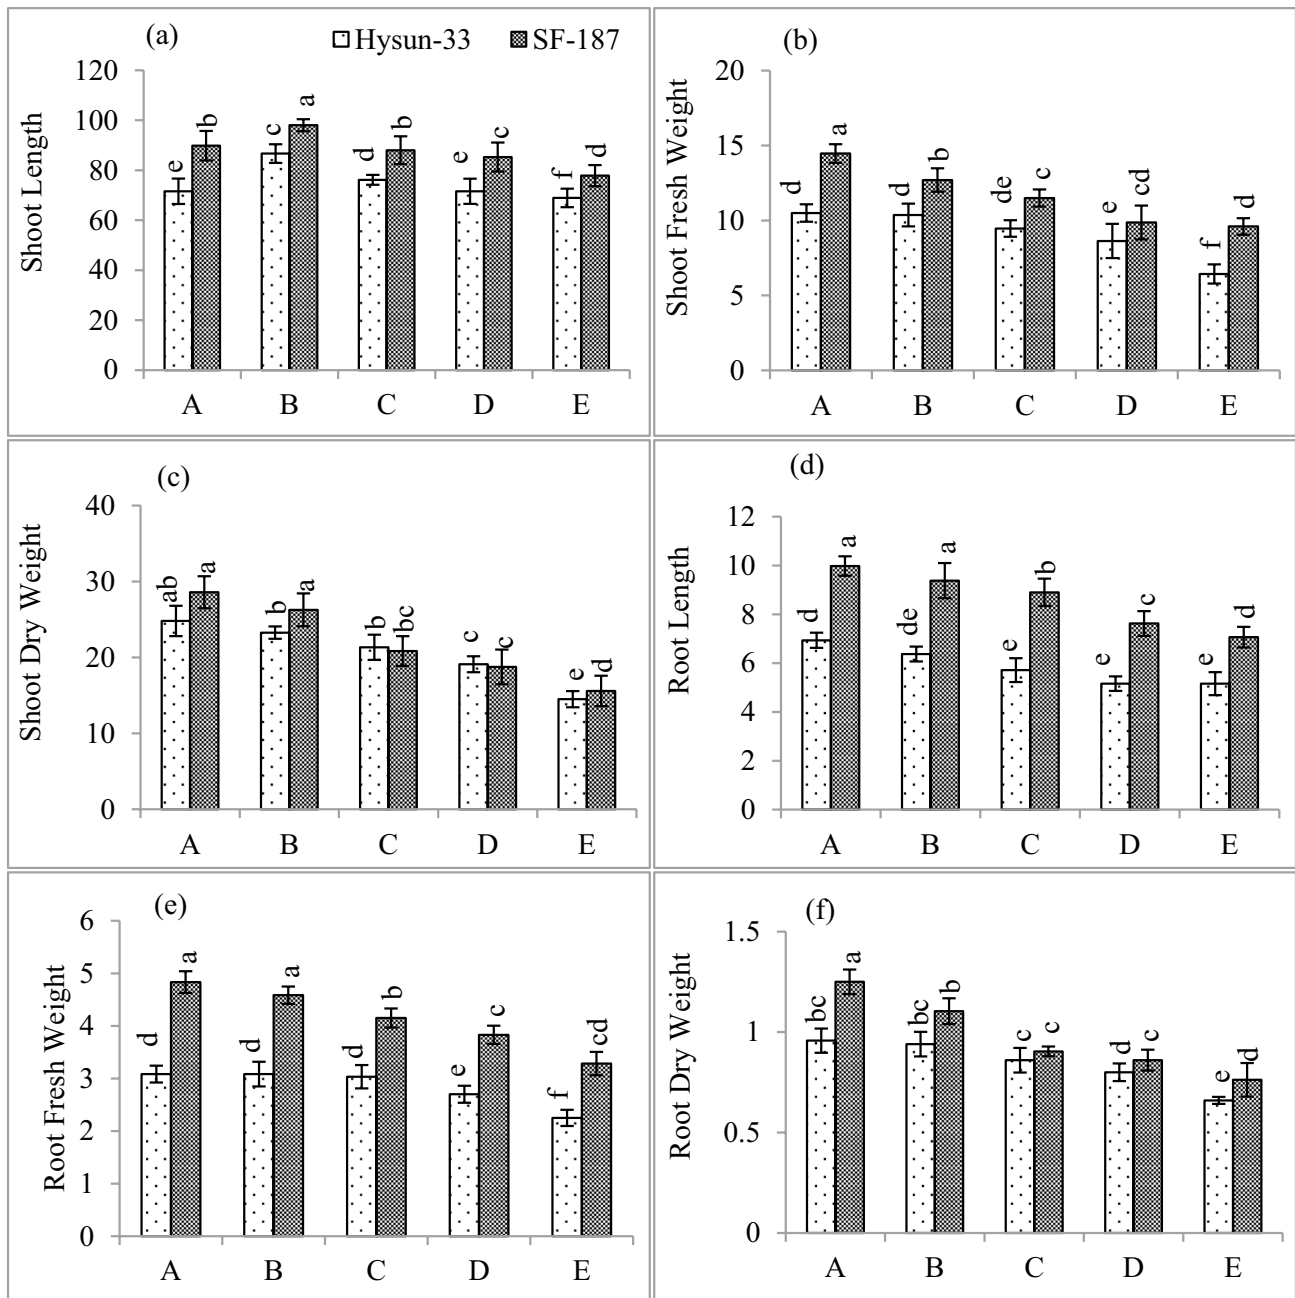 (a)
Hysun-33 SF-187
Shoot Length
120
100
80
60
40
20
0
e b c a d b e c f d
A B C D E
(b)
Shoot Fresh Weight
20
15
10
5
0
d a d b de c e cd f d
A B C D E
(c)
Shoot Dry Weight
40
30
20
10
0
ab a b a b bc c c e d
A B C D E
(d)
Root Length
12
10
8
6
4
2
0
d a de a e b e c e d
A B C D E
(e)
Root Fresh Weight
6
5
4
3
2
1
0
d a d a d b e c f cd
A B C D E
(f)
Root Dry Weight
1.5
1
0.5
0
bc a bc b c c d c e d
A B C D E